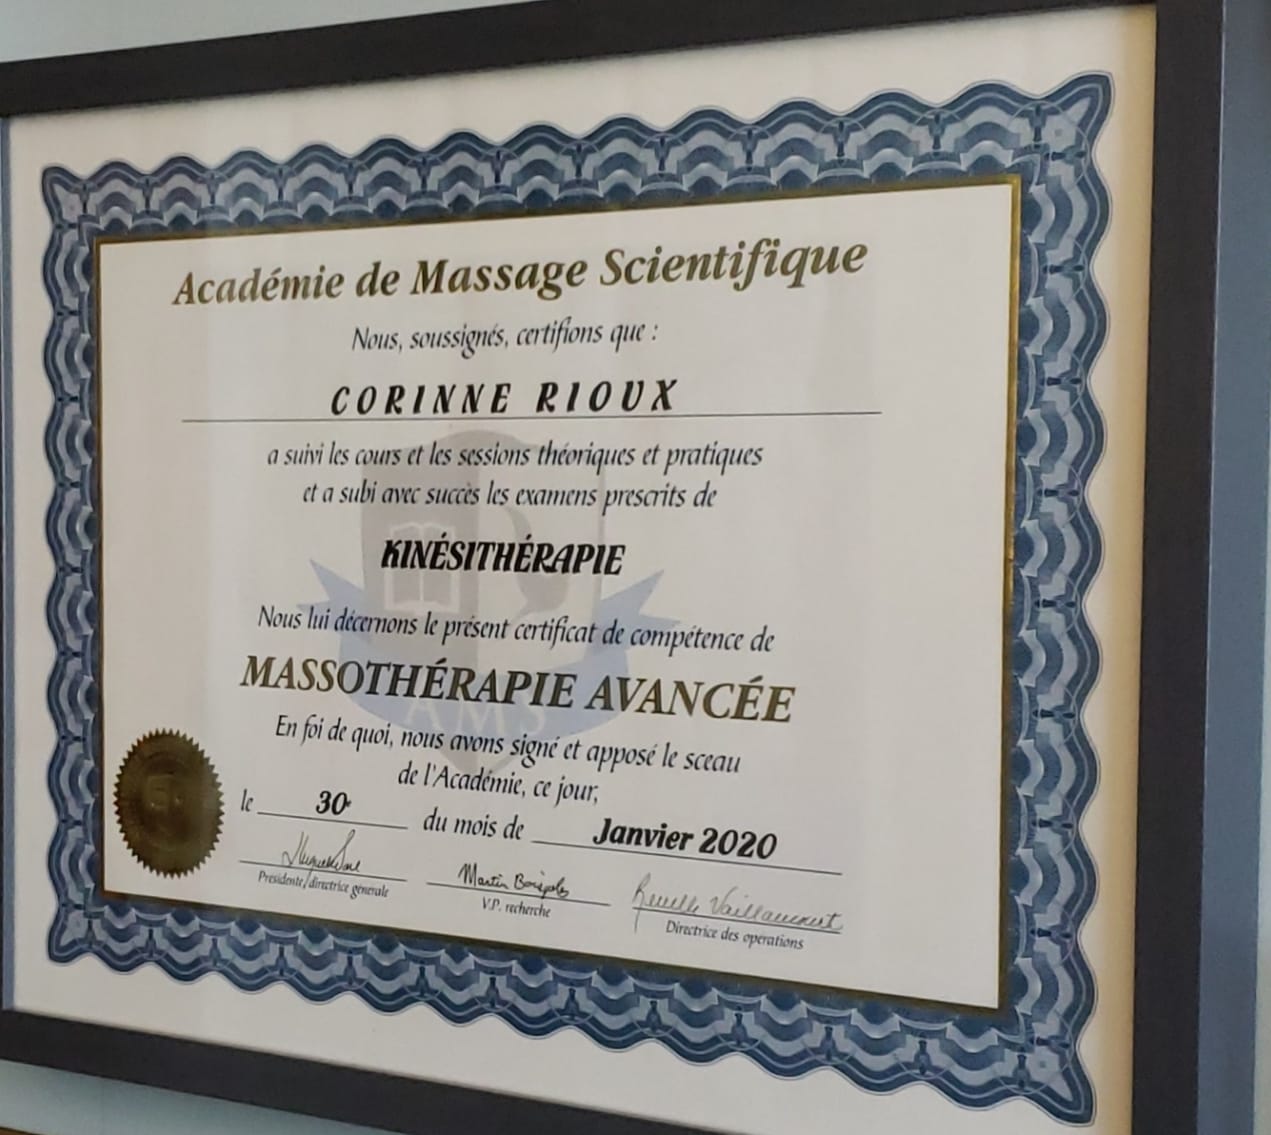 Académie de Massage Scientifique
Nous, soussignés, certifions que :
CORINNE RIOUX
a suivi les cours et les sessions théoriques et pratiques
et a subi avec succès les examens prescrits de
KINÉSITHÉRAPIE
Nous lui décernons le présent certificat de compétence de
MASSOTHÉRAPIE AVANCÉE
AMS
En foi de quoi, nous avons signé et apposé le sceau
de l'Académie, ce jour,
le 30e du mois de Janvier 2020
Martin Vaillancourt
Présidente/directrice générale V.P. recherche Directrice des opérations